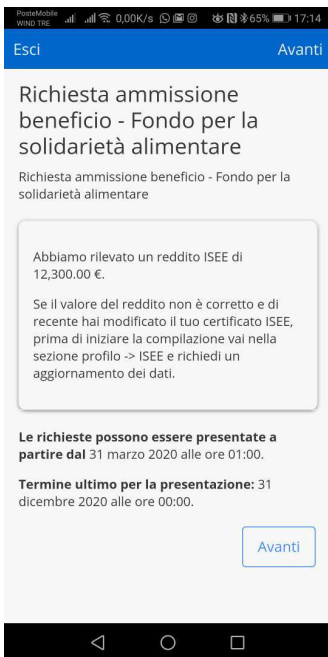 PosteMobile
WIND TRE
0,00K/s 65% 17:14
Esci Avanti
Richiesta ammissione
beneficio - Fondo per la
solidarietà alimentare
Richiesta ammissione beneficio - Fondo per la
solidarietà alimentare
Abbiamo rilevato un reddito ISEE di
12,300.00 €.
Se il valore del reddito non è corretto e di
recente hai modificato il tuo certificato ISEE,
prima di iniziare la compilazione vai nella
sezione profilo -> ISEE e richiedi un
aggiornamento dei dati.
Le richieste possono essere presentate a
partire dal 31 marzo 2020 alle ore 01:00.
Termine ultimo per la presentazione: 31
dicembre 2020 alle ore 00:00.
Avanti